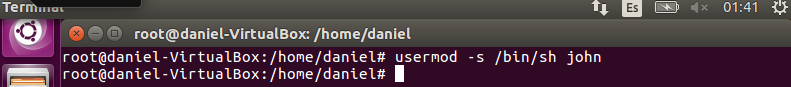 Terminal
Es
01:41
root@daniel-VirtualBox: /home/daniel
root@daniel-VirtualBox:/home/daniel# usermod -s /bin/sh john
root@daniel-VirtualBox:/home/daniel#